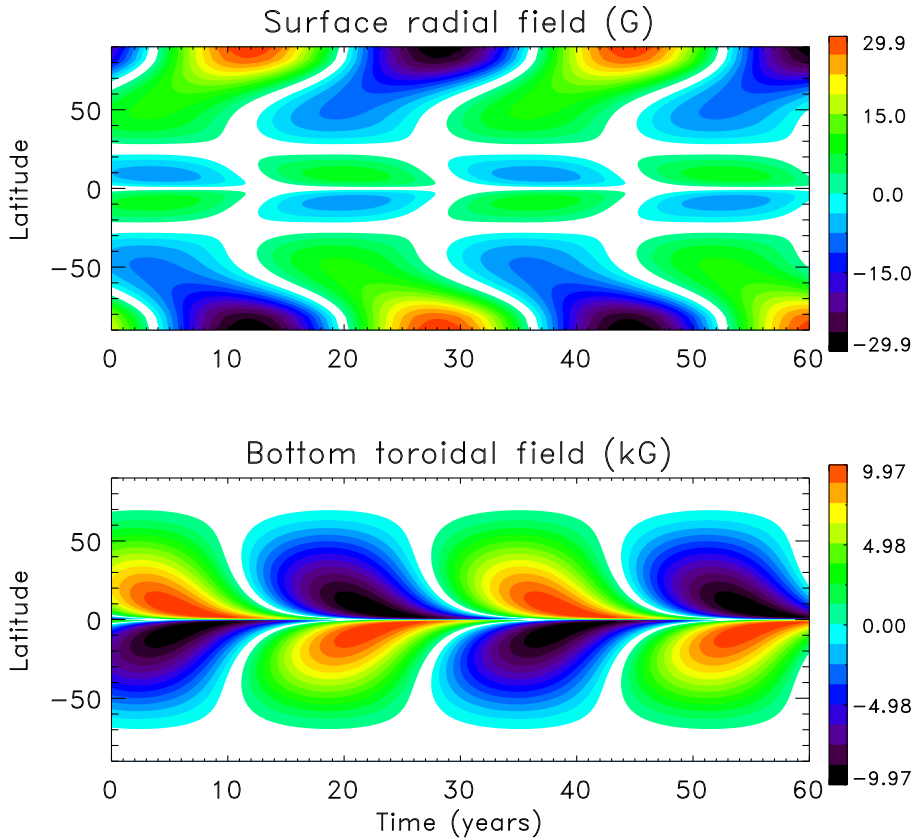 Surface radial field (G)
Latitude
50
0
−50
0 10 20 30 40 50 60
29.9
15.0
0.0
−15.0
−29.9
Bottom toroidal field (kG)
Latitude
50
0
−50
0 10 20 30 40 50 60
Time (years)
9.97
4.98
0.00
−4.98
−9.97